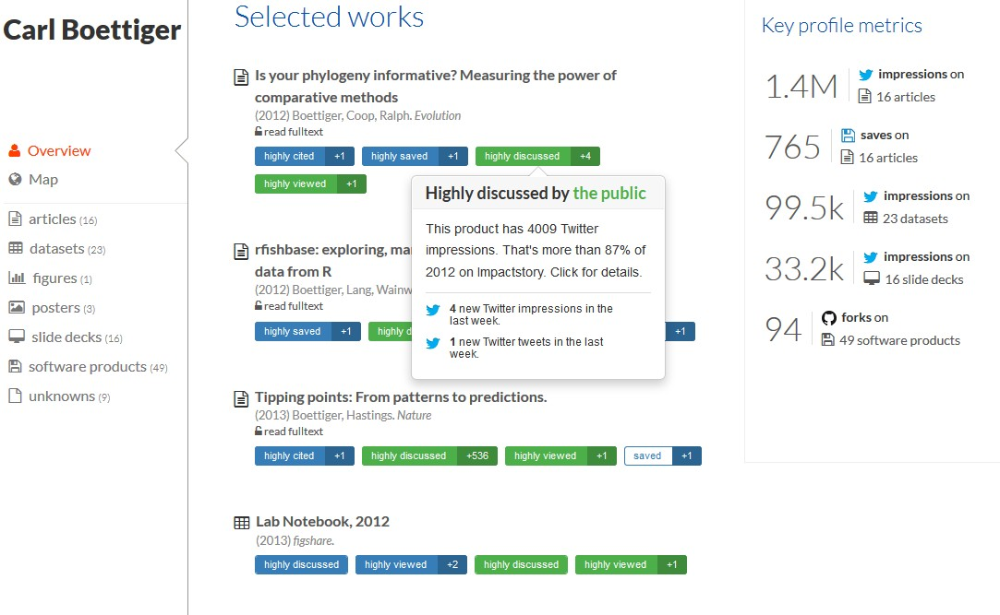 Carl Boettiger
Overview
Map
articles (16)
datasets (23)
figures (1)
posters (3)
slide decks (16)
software products (49)
unknowns (9)
Selected works
Is your phylogeny informative? Measuring the power of
comparative methods
(2012) Boettiger, Coop, Ralph. Evolution
read fulltext
highly cited +1 highly saved +1 highly discussed +4
highly viewed +1
Highly discussed by the public
This product has 4009 Twitter
impressions. That's more than 87% of
2012 on Impactstory. Click for details.
4 new Twitter impressions in the
last week.
1 new Twitter tweets in the last
week.
rfishbase: exploring, ma
data from R
(2012) Boettiger, Lang, Wainw
read fulltext
highly saved +1 highly d +1
Tipping points: From patterns to predictions.
(2013) Boettiger, Hastings. Nature
read fulltext
highly cited +1 highly discussed +536 highly viewed +1 saved +1
Lab Notebook, 2012
(2013) figshare.
highly discussed highly viewed +2 highly discussed highly viewed +1
Key profile metrics
1.4M impressions on
16 articles
765 saves on
16 articles
99.5k impressions on
23 datasets
33.2k impressions on
16 slide decks
94 forks on
49 software products